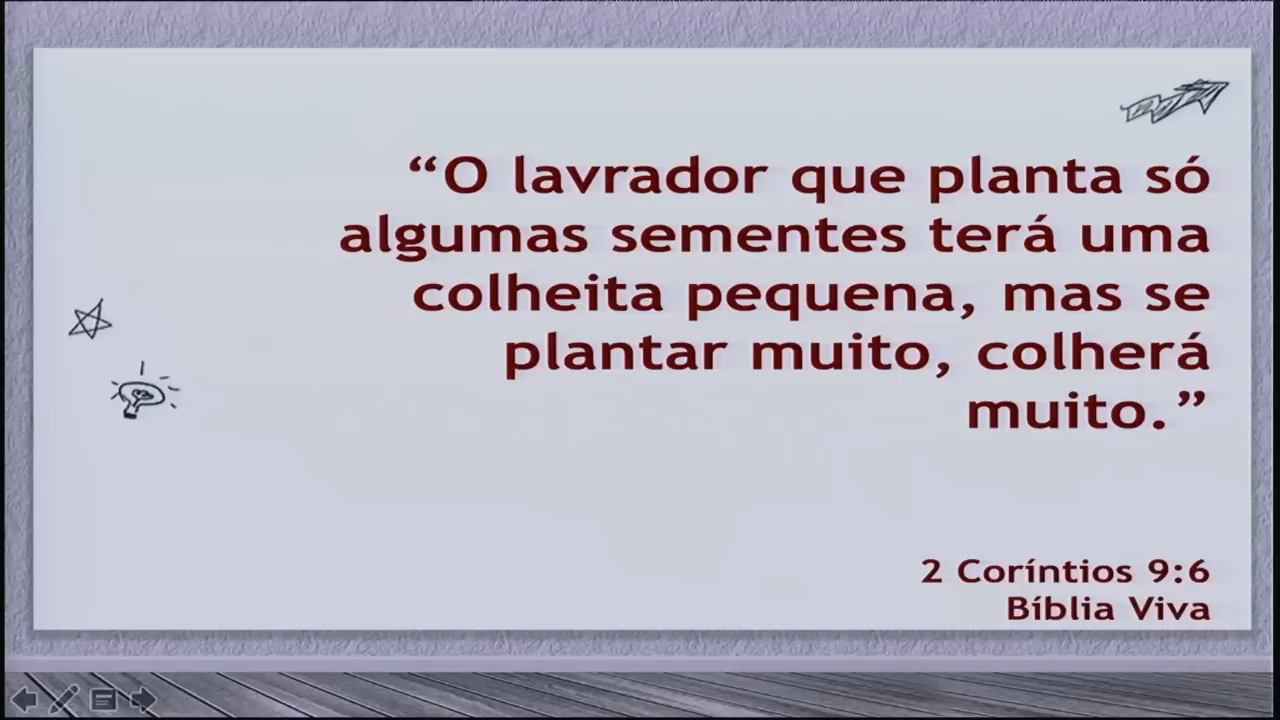 “O lavrador que planta só
algumas sementes terá uma
colheita pequena, mas se
plantar muito, colherá
muito.”
2 Coríntios 9:6
Bíblia Viva